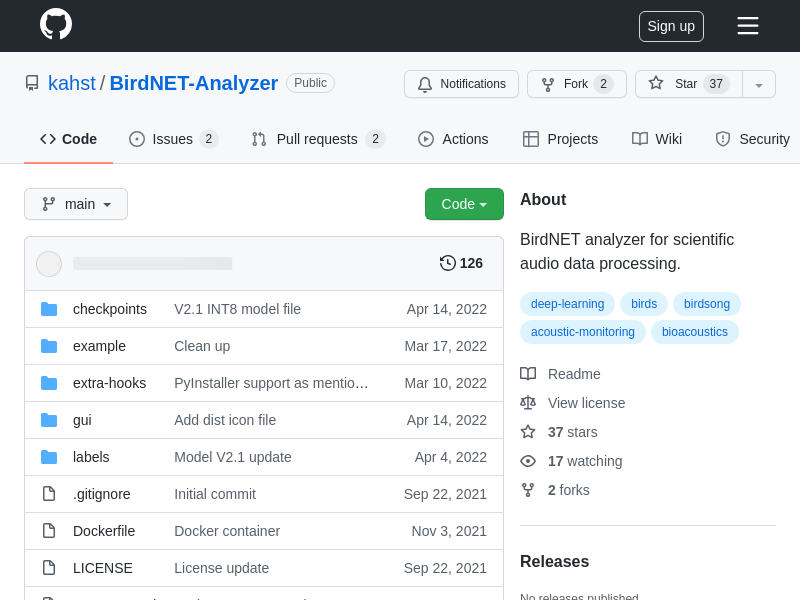 Sign up
kahst / BirdNET-Analyzer Public
Notifications Fork 2 Star 37
Code Issues 2 Pull requests 2 Actions Projects Wiki Security
main Code
126
checkpoints V2.1 INT8 model file Apr 14, 2022
example Clean up Mar 17, 2022
extra-hooks PyInstaller support as mentio… Mar 10, 2022
gui Add dist icon file Apr 14, 2022
labels Model V2.1 update Apr 4, 2022
.gitignore Initial commit Sep 22, 2021
Dockerfile Docker container Nov 3, 2021
LICENSE License update Sep 22, 2021
About
BirdNET analyzer for scientific
audio data processing.
deep-learning birds birdsong
acoustic-monitoring bioacoustics
Readme
View license
37 stars
17 watching
2 forks
Releases
No releases published